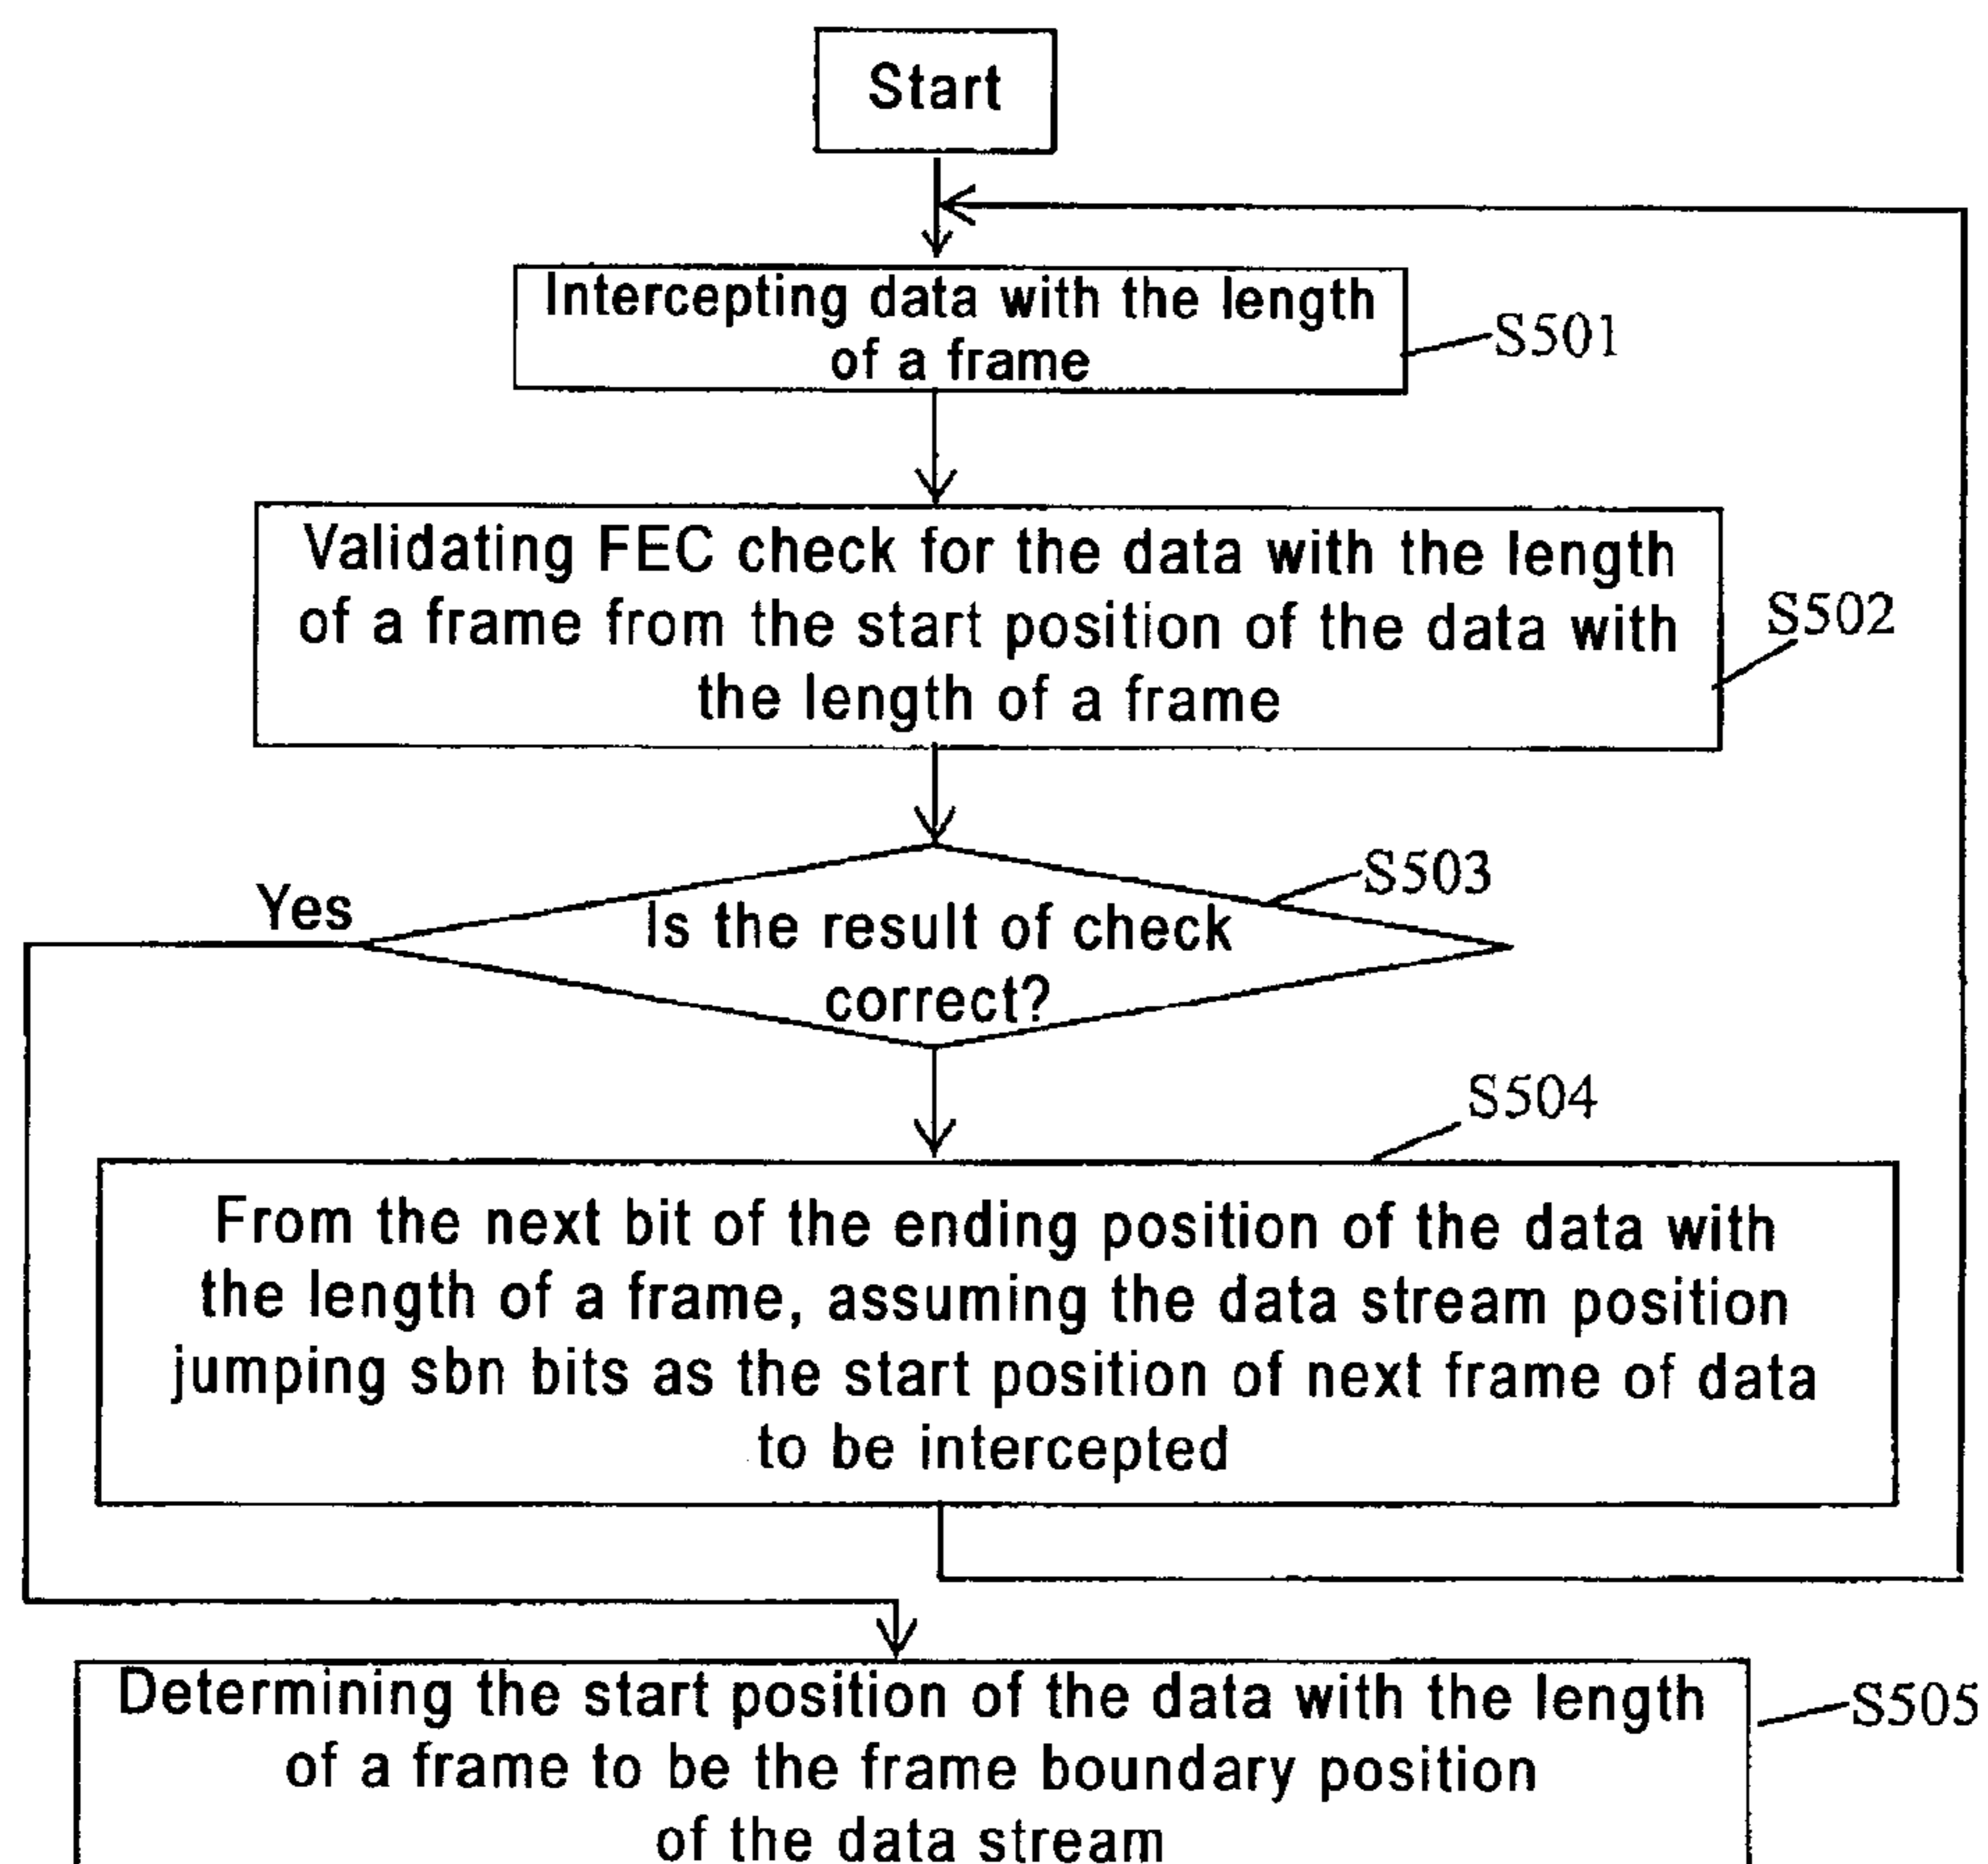 Start
Intercepting data with the length
of a frame
S501
Validating FEC check for the data with the length
of a frame from the start position of the data with
the length of a frame
S502
Yes
Is the result of check
correct?
S503
S504
From the next bit of the ending position of the data with
the length of a frame, assuming the data stream position
jumping sbn bits as the start position of next frame of data
to be intercepted
Determining the start position of the data with the length
of a frame to be the frame boundary position
of the data stream
S505